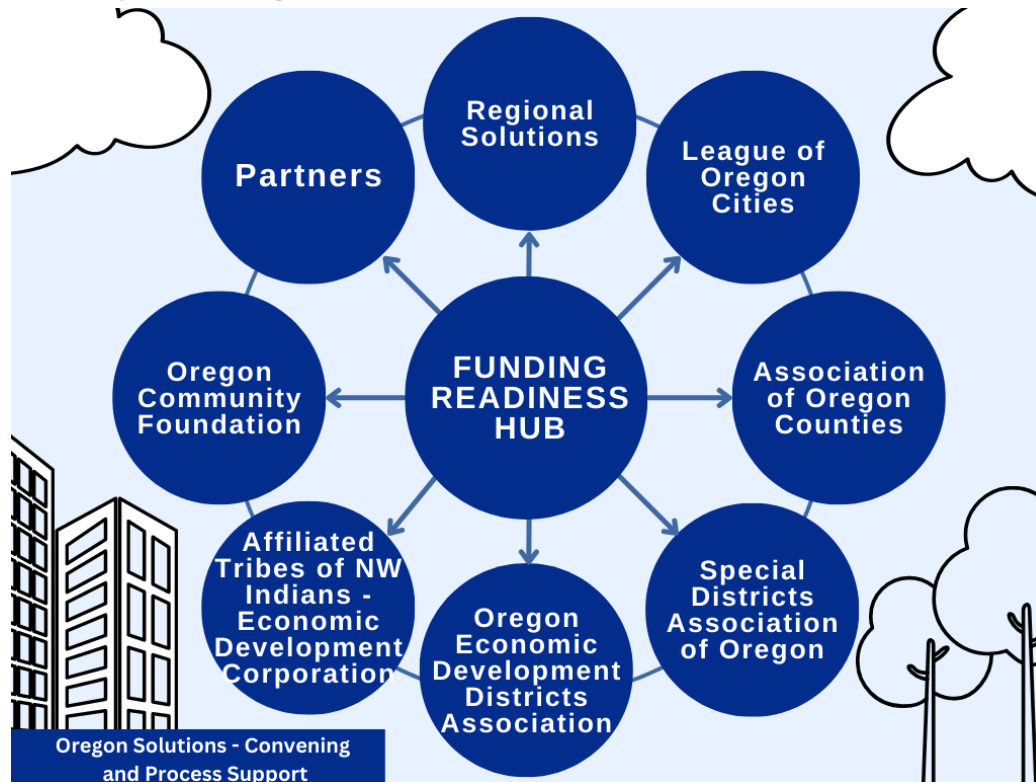 Regional
Solutions
Partners
League of
Oregon
Cities
Oregon
Community
Foundation
FUNDING
READINESS
HUB
Association
of Oregon
Counties
Affiliated
Tribes of NW
Indians -
Economic
Development
Corporation
Oregon
Economic
Development
Districts
Association
Special
Districts
Association
of Oregon
Oregon Solutions - Convening
and Process Support